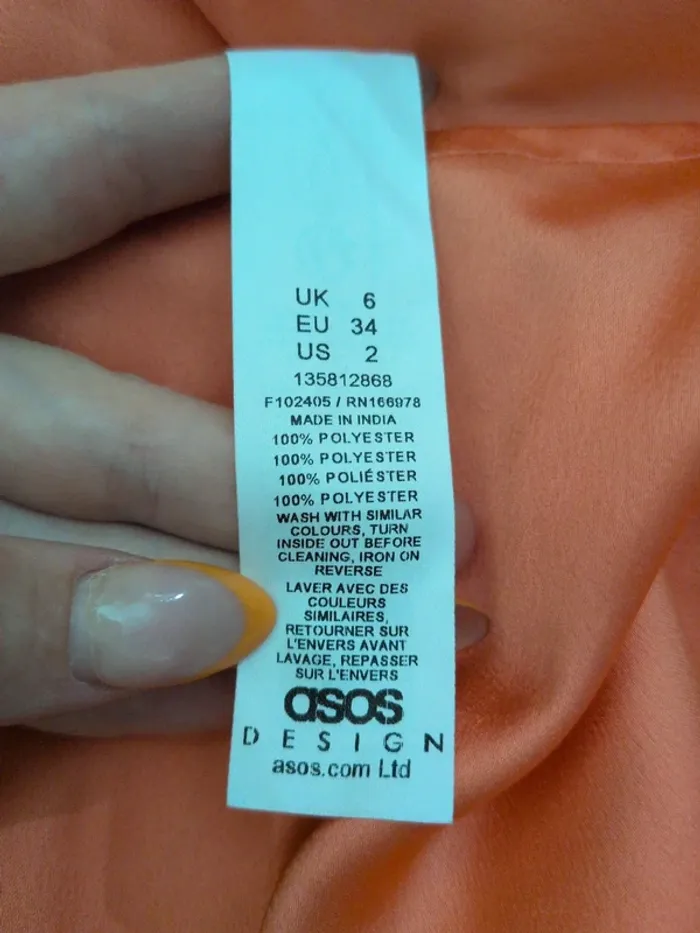 UK 6
EU 34
US 2
135812868
F102405 / RN166978
MADE IN INDIA
100% POLYESTER
100% POLYESTER
100% POLIÉSTER
100% POLYESTER
WASH WITH SIMILAR
COLOURS, TURN
INSIDE OUT BEFORE
CLEANING, IRON ON
REVERSE
LAVER AVEC DES
COULEURS
SIMILAIRES,
RETOURNER SUR
L'ENVERS AVANT
LAVAGE, REPASSER
SUR L'ENVERS
asos
DESIGN
asos.com Ltd